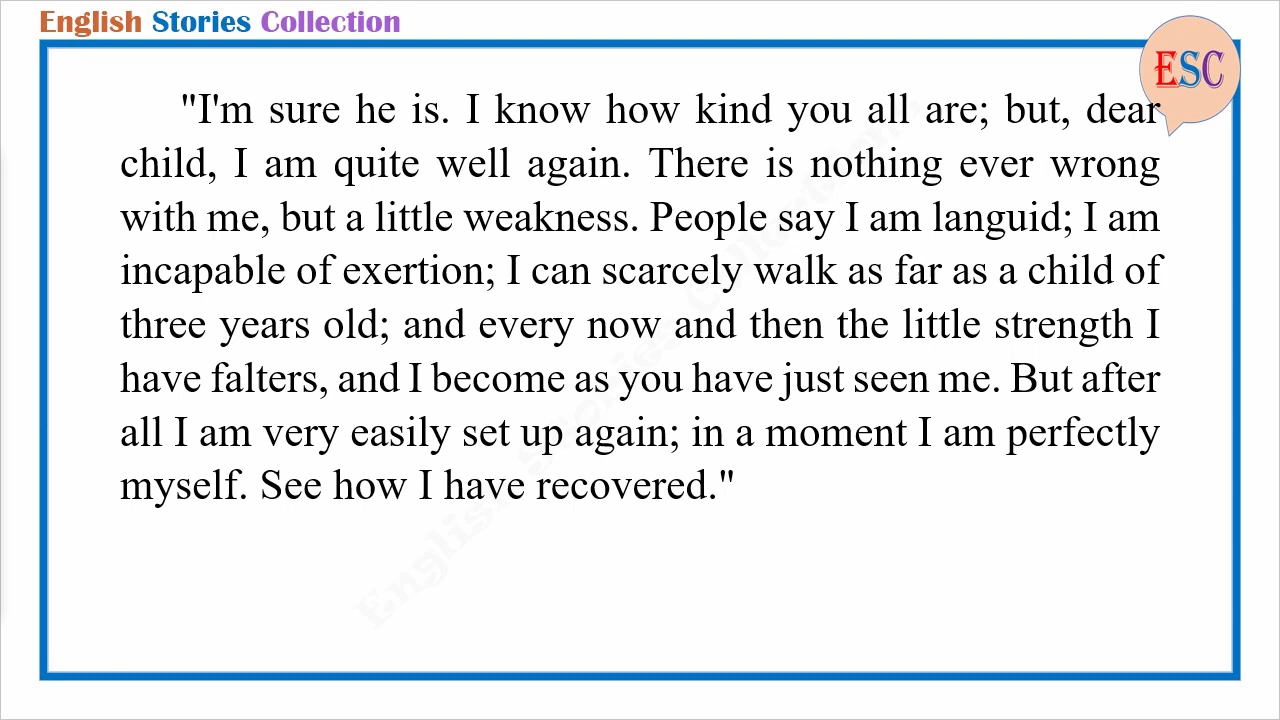 English Stories Collection
ESC
"I'm sure he is. I know how kind you all are; but, dear
child, I am quite well again. There is nothing ever wrong
with me, but a little weakness. People say I am languid; I am
incapable of exertion; I can scarcely walk as far as a child of
three years old; and every now and then the little strength I
have falters, and I become as you have just seen me. But after
all I am very easily set up again; in a moment I am perfectly
myself. See how I have recovered."
English Stories Collections